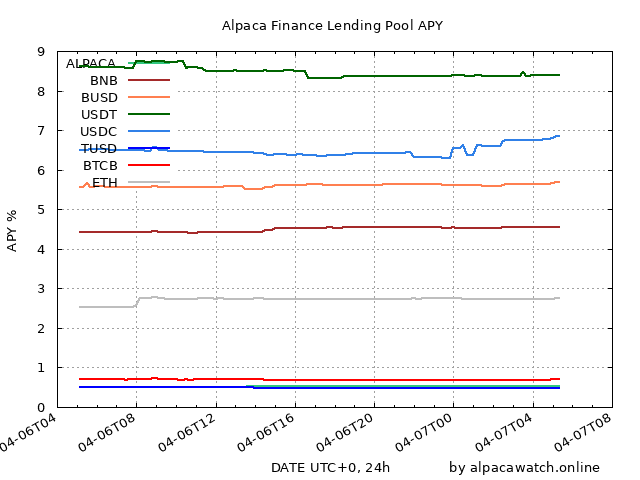 Alpaca Finance Lending Pool APY
ALPACA
BNB
BUSD
USDT
USDC
TUSD
BTCB
ETH
APY %
9
8
7
6
5
4
3
2
1
0
04-06T04 04-06T08 04-06T12 04-06T16 04-06T20 04-07T00 04-07T04 04-07T08
DATE UTC+0, 24h by alpacawatch.online